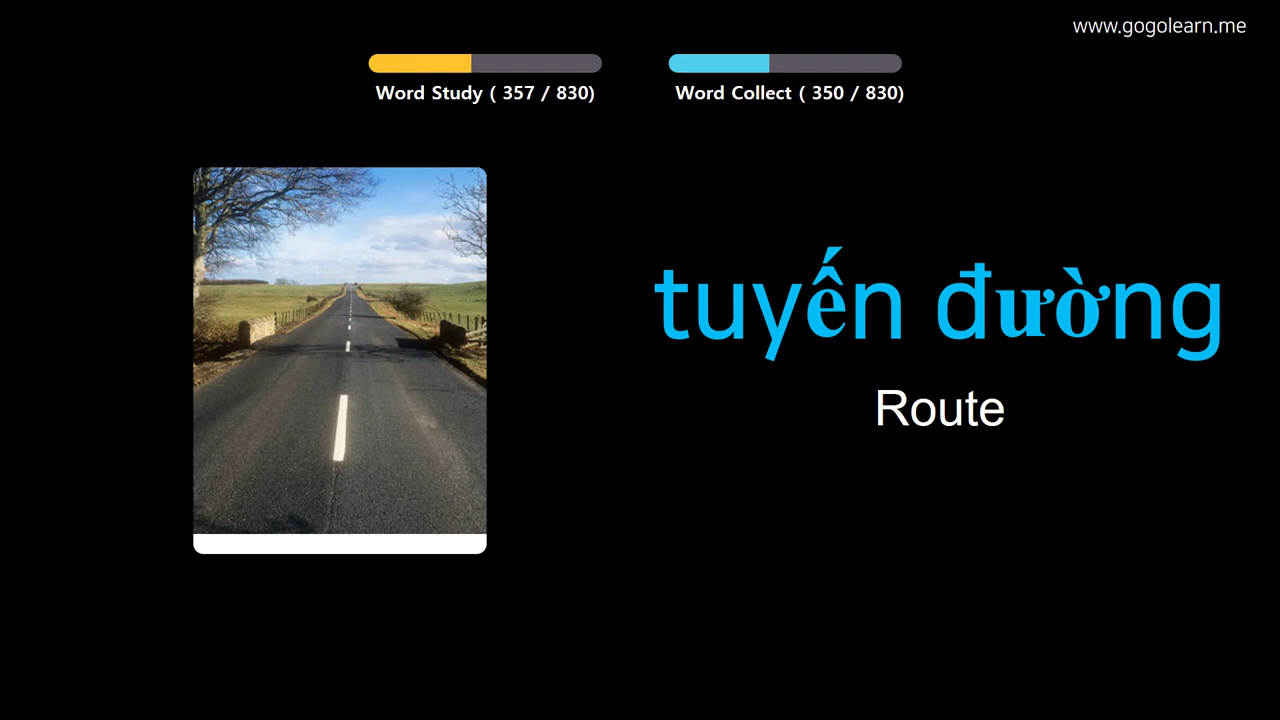 www.gogolearn.me
Word Study ( 357 / 830)
Word Collect ( 350 / 830)
tuyến đường
Route